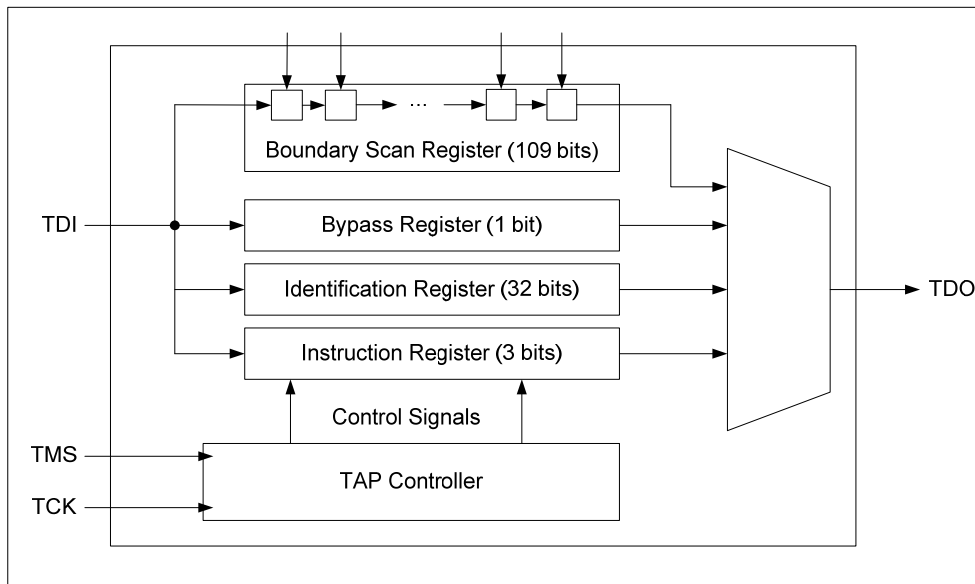 ...
Boundary Scan Register (109 bits)
TDI
Bypass Register (1 bit)
Identification Register (32 bits)
TDO
Instruction Register (3 bits)
Control Signals
TMS
TAP Controller
TCK